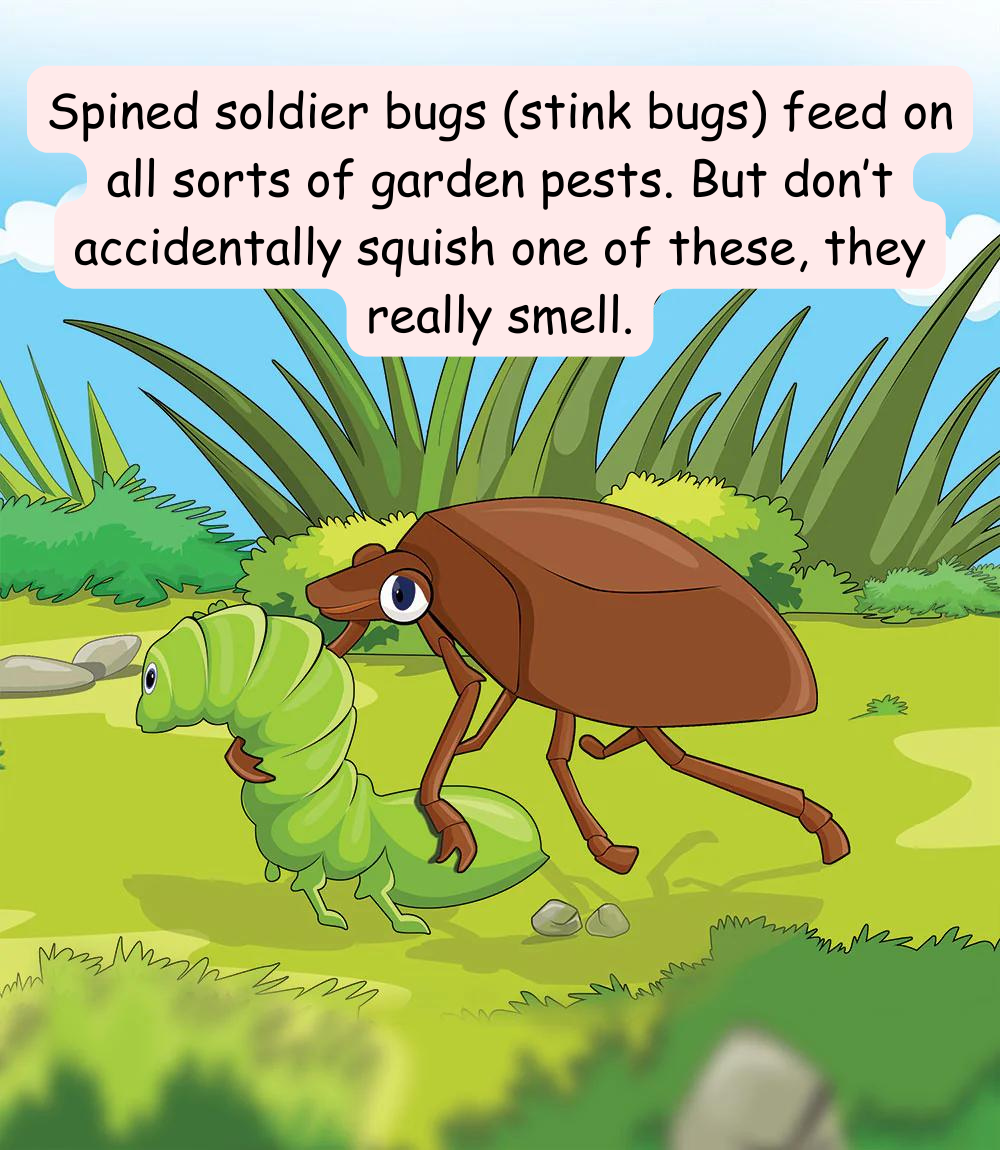 Spined soldier bugs (stink bugs) feed on
all sorts of garden pests. But don’t
accidentally squish one of these, they
really smell.